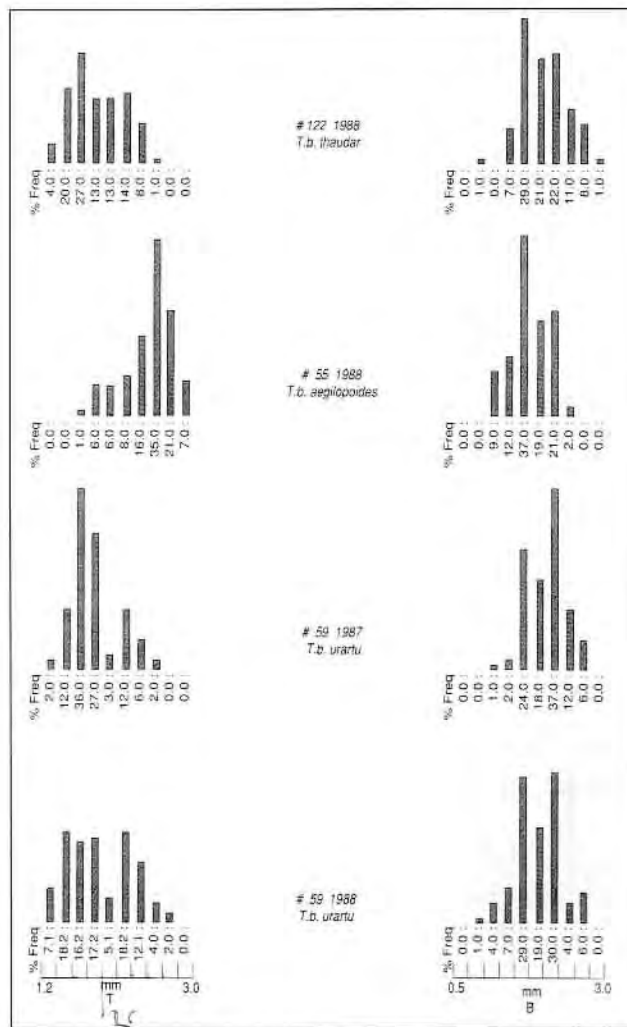 # 122 1988
T.b. thaudar
% Freq 4.0 : 20.0 : 27.0 : 13.0 : 13.0 : 14.0 : 8.0 : 1.0 : 0.0 : 0.0 :
% Freq 0.0 : 1.0 : 0.0 : 7.0 : 29.0 : 21.0 : 22.0 : 11.0 : 8.0 : 1.0 :
# 55 1988
T.b. aegilopoides
% Freq 0.0 : 0.0 : 1.0 : 6.0 : 6.0 : 8.0 : 16.0 : 35.0 : 21.0 : 7.0 :
% Freq 0.0 : 0.0 : 9.0 : 12.0 : 37.0 : 19.0 : 21.0 : 2.0 : 0.0 : 0.0 :
# 59 1987
T.b. urartu
% Freq 2.0 : 12.0 : 36.0 : 27.0 : 3.0 : 12.0 : 6.0 : 2.0 : 0.0 : 0.0 :
% Freq 0.0 : 0.0 : 1.0 : 2.0 : 24.0 : 18.0 : 37.0 : 12.0 : 6.0 : 0.0 :
# 59 1988
T.b. urartu
% Freq 7.1 : 18.2 : 16.2 : 17.2 : 5.1 : 18.2 : 12.1 : 4.0 : 2.0 : 0.0 :
% Freq 0.0 : 1.0 : 4.0 : 7.0 : 29.0 : 19.0 : 30.0 : 4.0 : 6.0 : 0.0 :
1.2 mm 3.0
T
0.5 mm 3.0
B